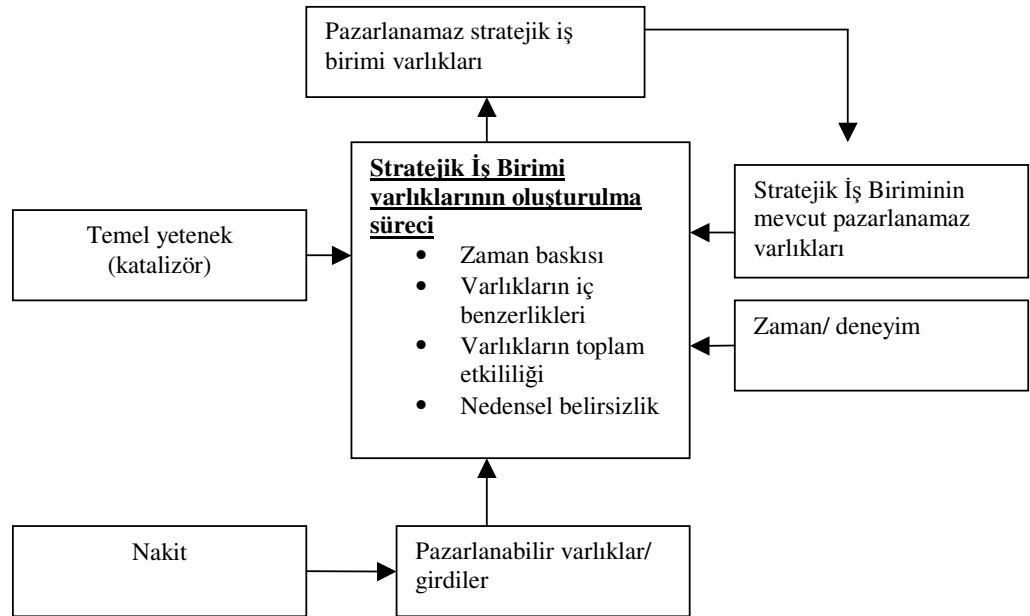 Pazarlanamaz stratejik iş
birimi varlıkları
Stratejik İş Birimi
varlıklarının oluşturulma
süreci
• Zaman baskısı
• Varlıkların iç
benzerlikleri
• Varlıkların toplam
etkililiği
• Nedensel belirsizlik
Temel yetenek
(katalizör)
Stratejik İş Biriminin
mevcut pazarlanamaz
varlıkları
Zaman/ deneyim
Nakit
Pazarlanabilir varlıklar/
girdiler